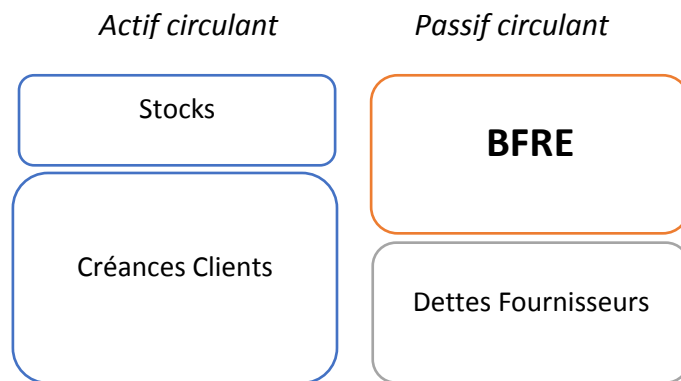 Actif circulant
Passif circulant
Stocks
BFRE
Créances Clients
Dettes Fournisseurs